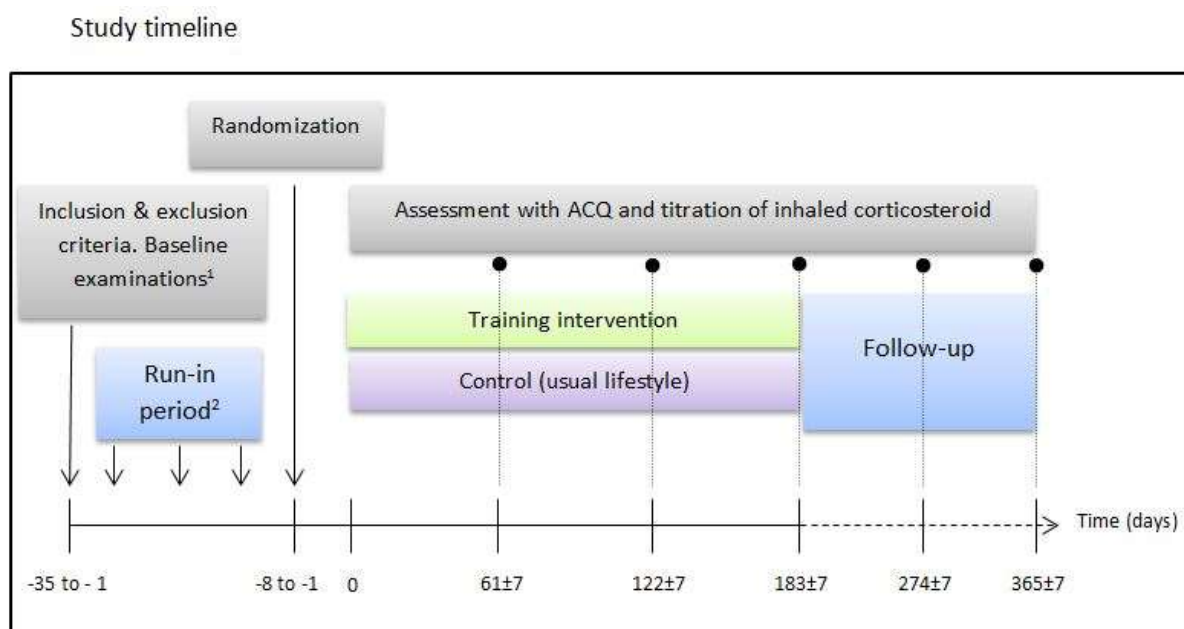 Study timeline
Randomization
Inclusion & exclusion
criteria. Baseline
examinations¹
Assessment with ACQ and titration of inhaled corticosteroid
Training intervention
Follow-up
Run-in
period²
Control (usual lifestyle)
Time (days)
-35 to - 1
-8 to -1
0
61±7
122±7
183±7
274±7
365±7